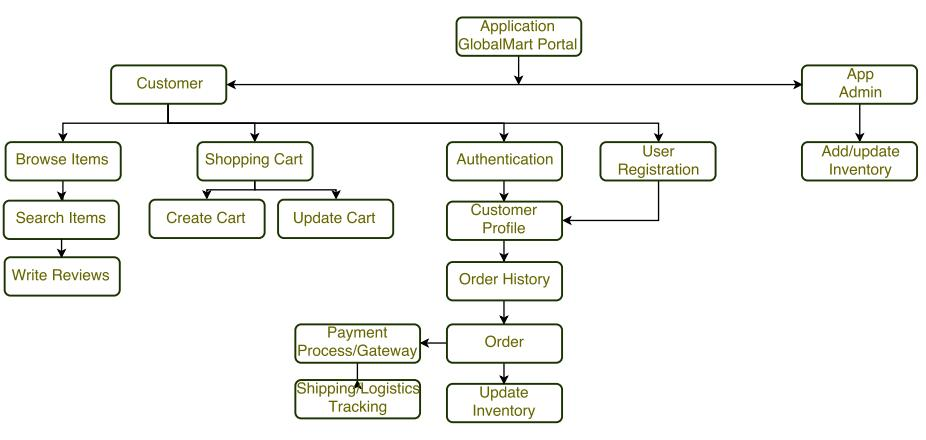 Application
GlobalMart Portal
Customer
App
Admin
Browse Items
Shopping Cart
Authentication
User
Registration
Add/update
Inventory
Search Items
Create Cart
Update Cart
Customer
Profile
Write Reviews
Order History
Payment
Process/Gateway
Order
Shipping/Logistics
Tracking
Update
Inventory